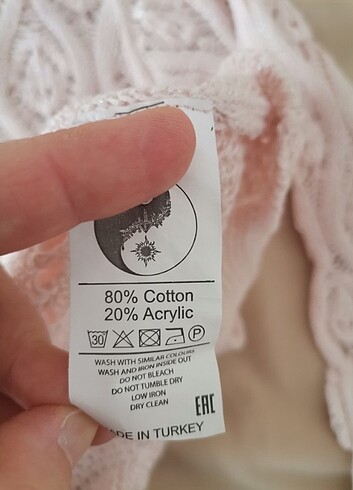 80% Cotton
20% Acrylic
30 P
WASH WITH SIMILAR COLOURS
WASH AND IRON INSIDE OUT
DO NOT BLEACH
DO NOT TUMBLE DRY
LOW IRON
DRY CLEAN
EAC
ADE IN TURKEY